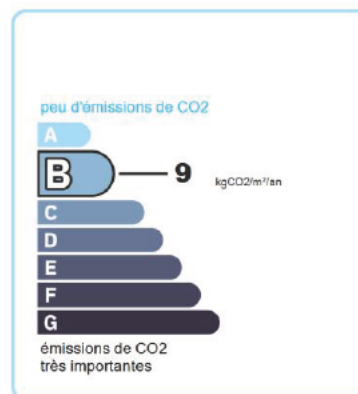 peu d'émissions de CO2
A
B 9 kgCO2/m²/an
C
D
E
F
G
émissions de CO2
très importantes